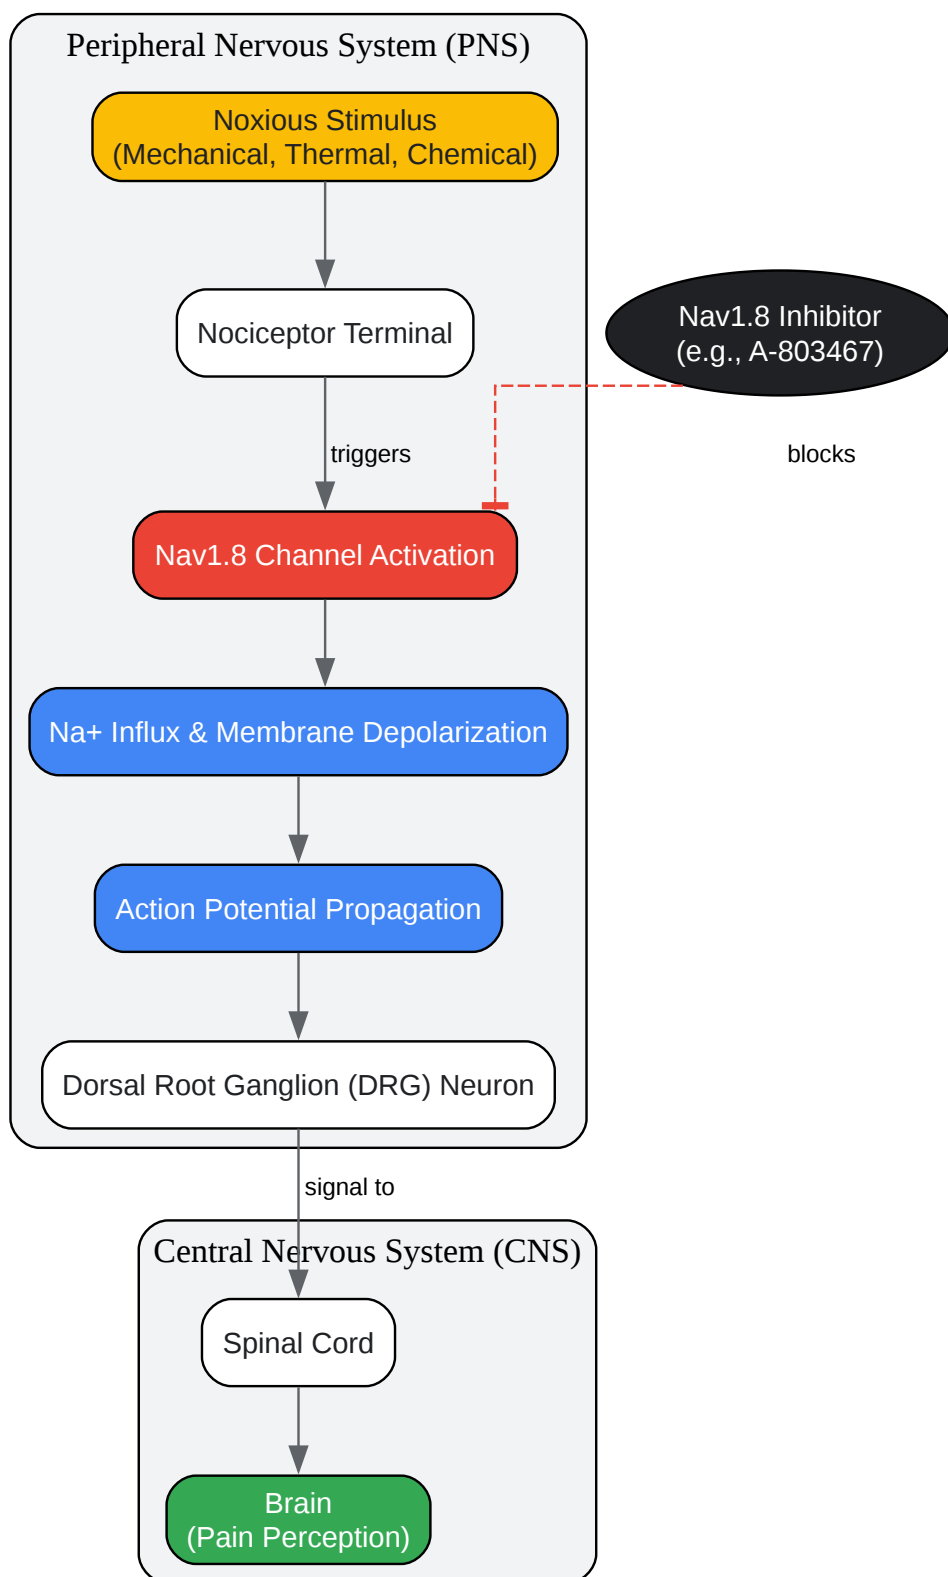 Peripheral Nervous System (PNS)
Noxious Stimulus
(Mechanical, Thermal, Chemical)
Nociceptor Terminal
Nav1.8 Inhibitor
(e.g., A-803467)
triggers
blocks
Nav1.8 Channel Activation
Na+ Influx & Membrane Depolarization
Action Potential Propagation
Dorsal Root Ganglion (DRG) Neuron
signal to
Central Nervous System (CNS)
Spinal Cord
Brain
(Pain Perception)